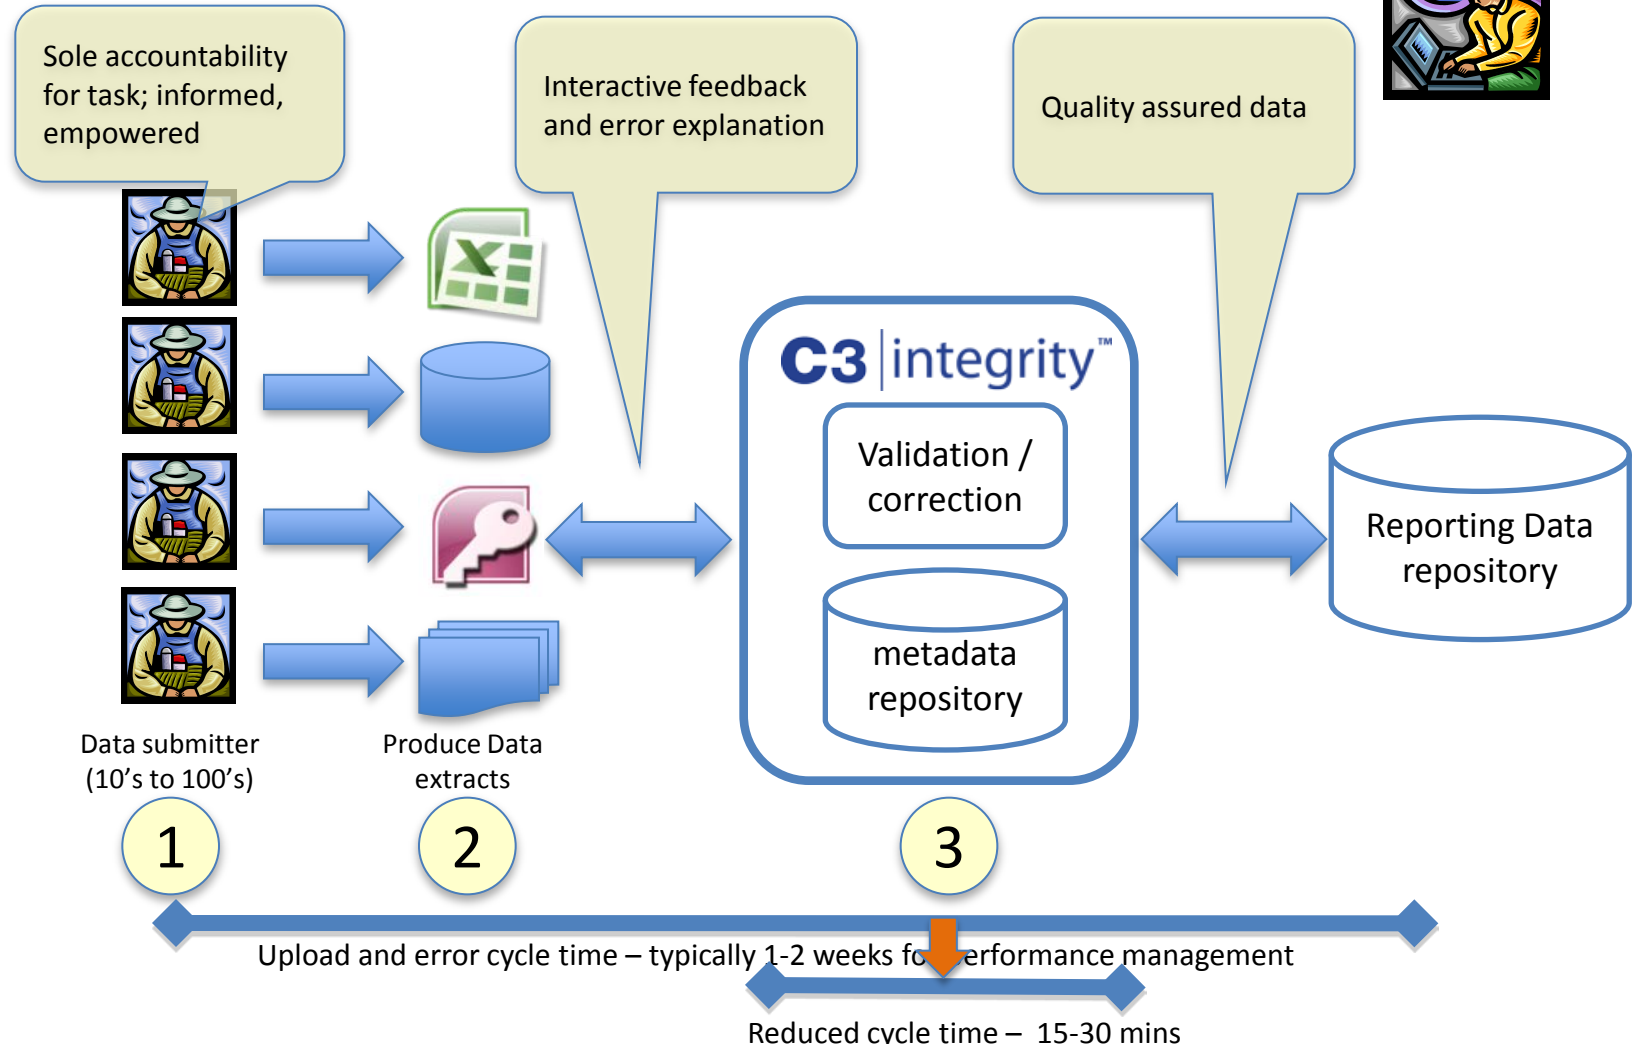 Sole accountability
for task; informed,
empowered
Interactive feedback
and error explanation
Quality assured data
C3 integrity™
Validation /
correction
metadata
repository
Reporting Data
repository
Data submitter
(10's to 100's)
Produce Data
extracts
1
2
3
Upload and error cycle time – typically 1-2 weeks fo erformance management
Reduced cycle time – 15-30 mins